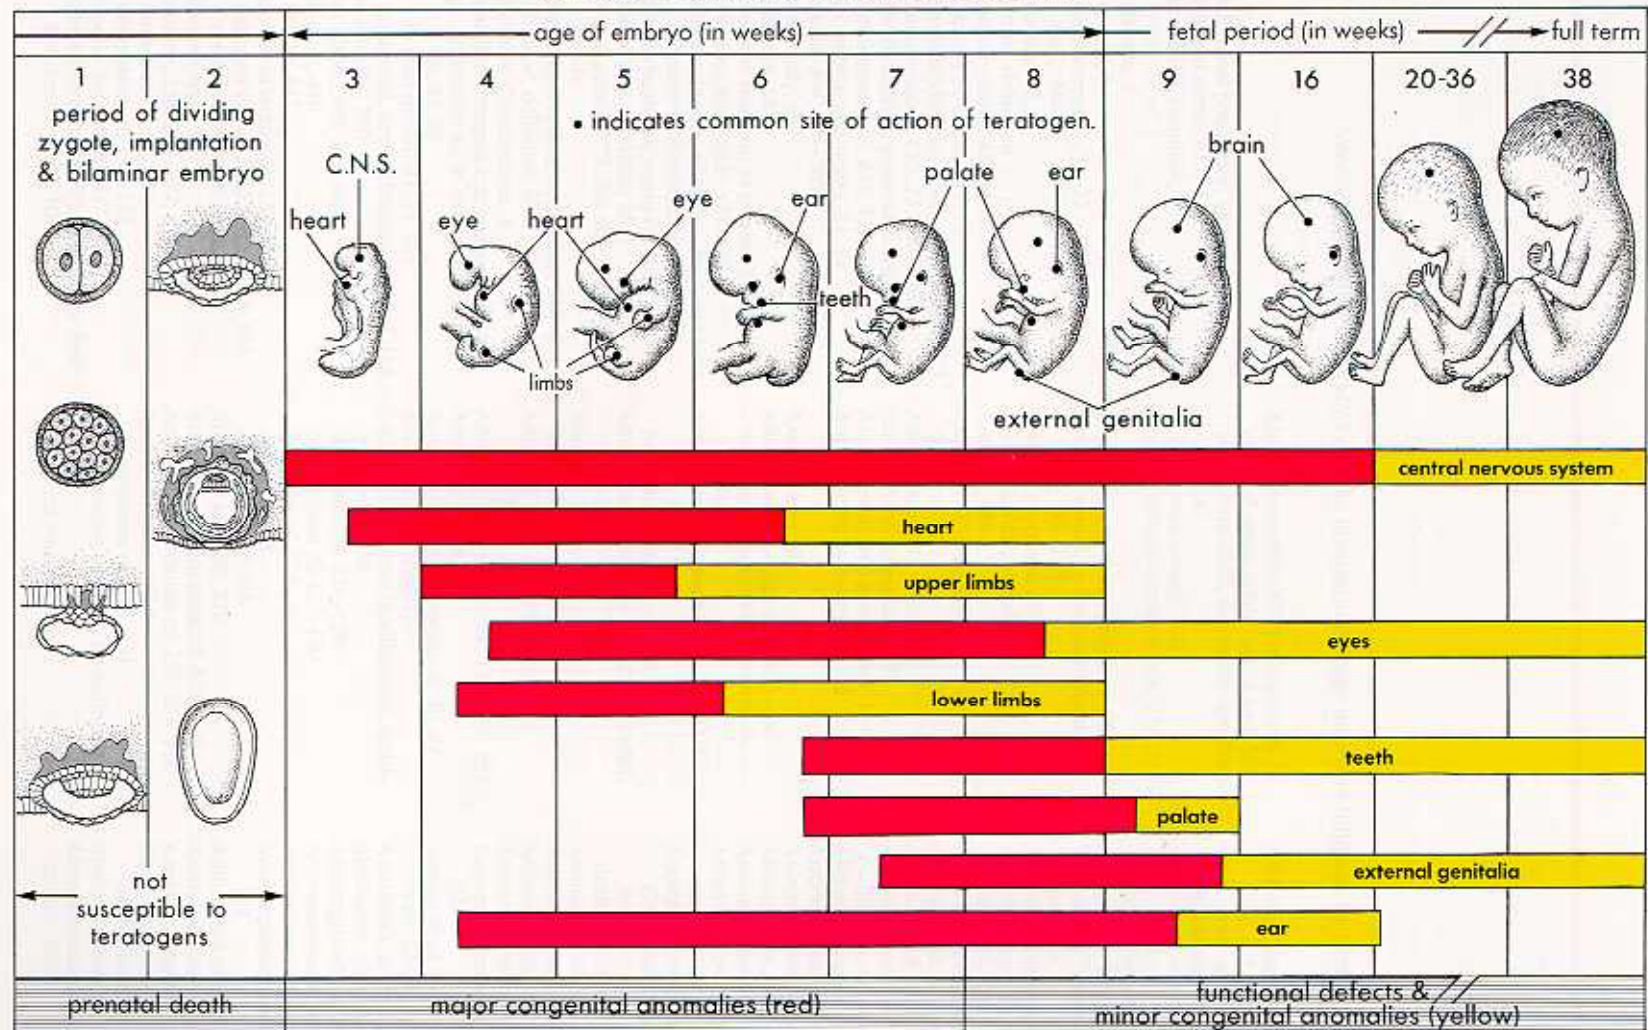 age of embryo (in weeks)
fetal period (in weeks)
full term
1
2
3
4
5
6
7
8
9
16
20-36
38
period of dividing
zygote, implantation
& bilaminar embryo
• indicates common site of action of teratogen.
C.N.S.
heart
eye
heart
eye
ear
palate
ear
brain
teeth
limbs
external genitalia
central nervous system
heart
upper limbs
eyes
lower limbs
teeth
palate
external genitalia
ear
not
susceptible to
teratogens
prenatal death
major congenital anomalies (red)
functional defects &
minor congenital anomalies (yellow)